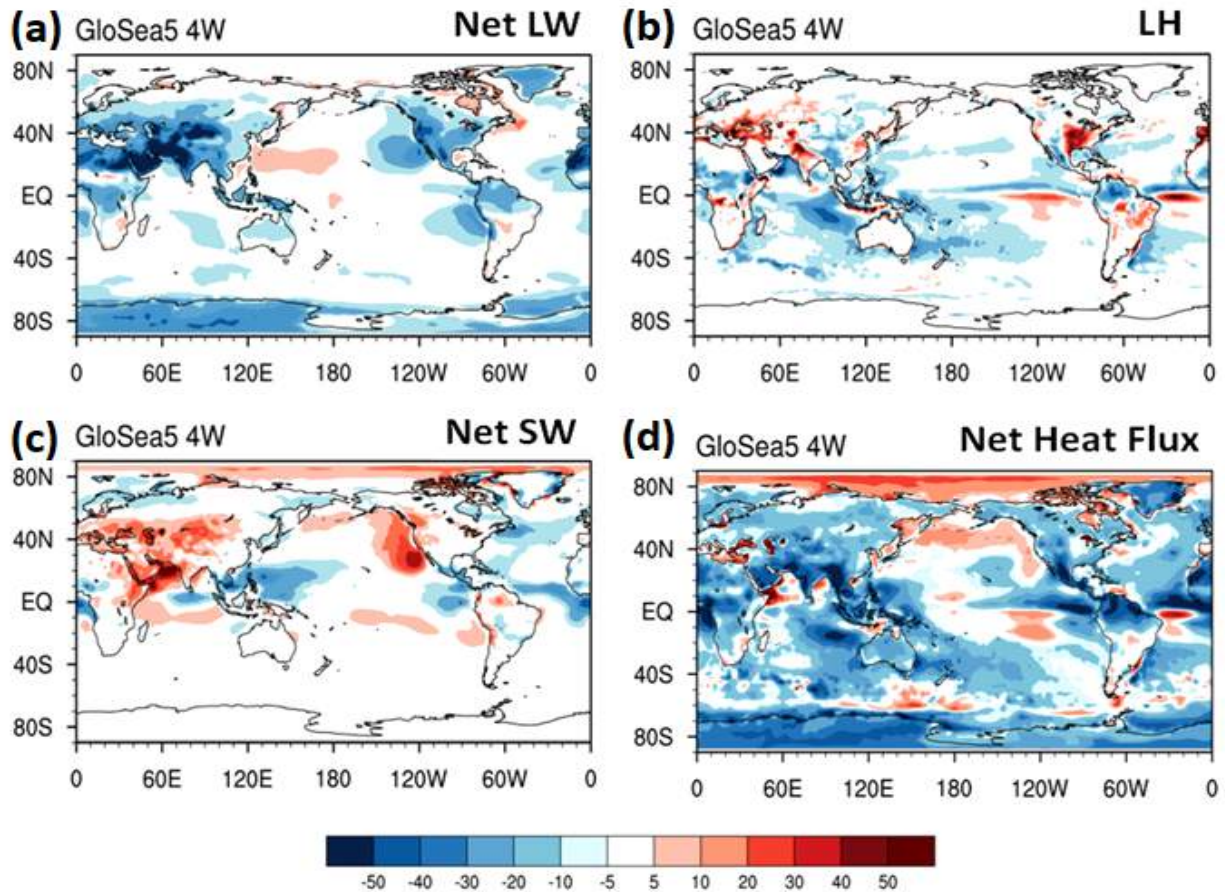 (a) GloSea5 4W Net LW
80N
40N
EQ
40S
80S
0 60E 120E 180 120W 60W 0
(b) GloSea5 4W LH
80N
40N
EQ
40S
80S
0 60E 120E 180 120W 60W 0
(c) GloSea5 4W Net SW
80N
40N
EQ
40S
80S
0 60E 120E 180 120W 60W 0
(d) GloSea5 4W Net Heat Flux
80N
40N
EQ
40S
80S
0 60E 120E 180 120W 60W 0
-50 -40 -30 -20 -10 -5 5 10 20 30 40 50